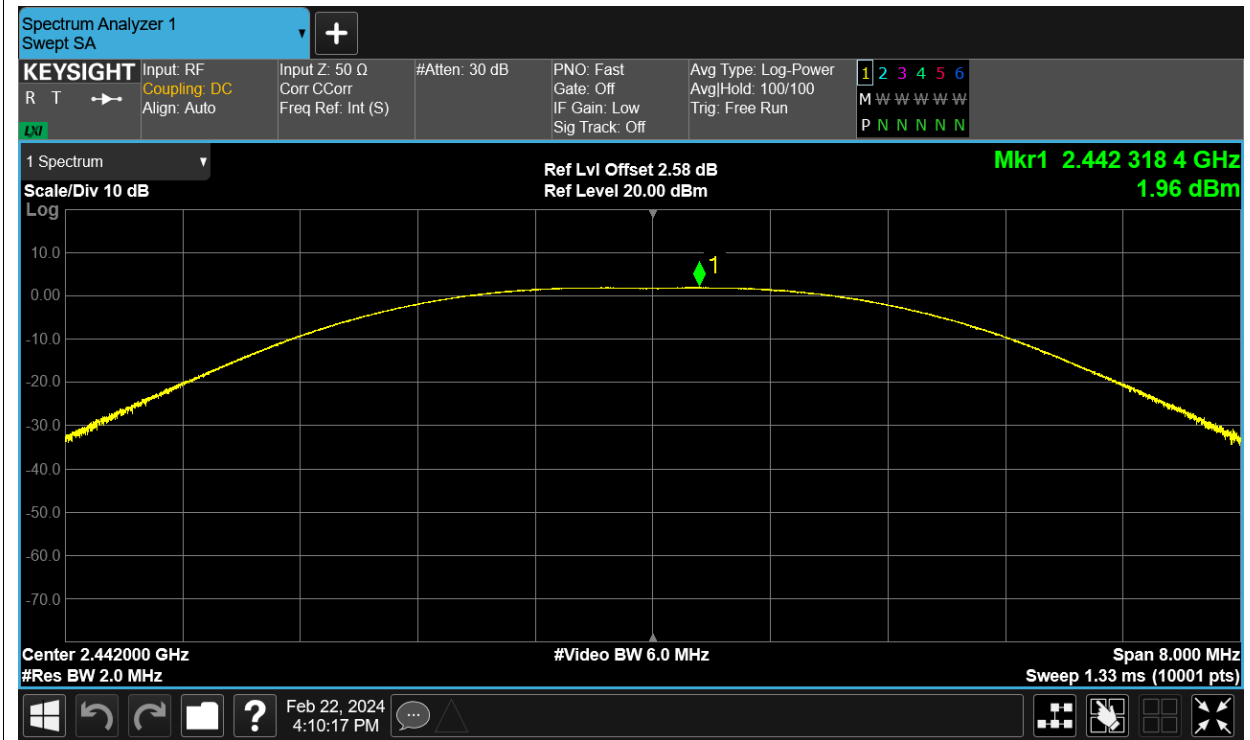 Spectrum Analyzer 1
Swept SA
KEYSIGHT
R T
LXI
Input: RF
Coupling: DC
Align: Auto
Input Z: 50 Ω
Corr CCorr
Freq Ref: Int (S)
#Atten: 30 dB
PNO: Fast
Gate: Off
IF Gain: Low
Sig Track: Off
Avg Type: Log-Power
Avg|Hold: 100/100
Trig: Free Run
1 2 3 4 5 6
M W W W W W
P N N N N N
1 Spectrum
Scale/Div 10 dB
Log
Ref Lvl Offset 2.58 dB
Ref Level 20.00 dBm
Mkr1 2.442 318 4 GHz
1.96 dBm
1
10.0
0.00
-10.0
-20.0
-30.0
-40.0
-50.0
-60.0
-70.0
Center 2.442000 GHz
#Res BW 2.0 MHz
#Video BW 6.0 MHz
Span 8.000 MHz
Sweep 1.33 ms (10001 pts)
?
Feb 22, 2024
4:10:17 PM